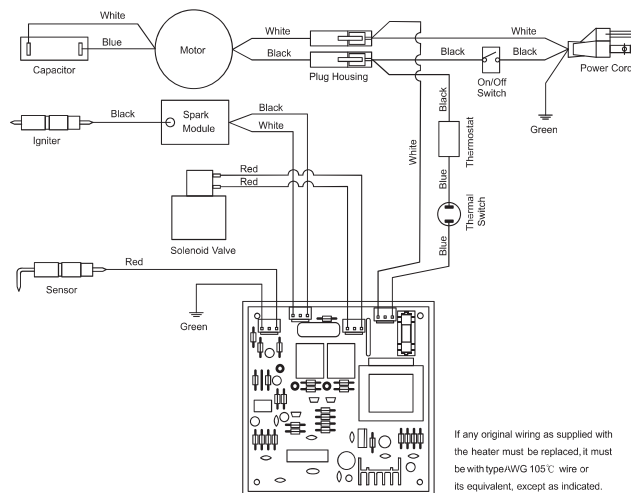 White
Blue
Capacitor
Motor
White
Black
Plug Housing
White
Black
On/Off
Switch
Black
Power Cord
Green
Black
Igniter
Spark
Module
Black
White
Red
Red
Solenoid Valve
White
Black
Thermostat
Blue
Thermal
Switch
Blue
Red
Sensor
Green
If any original wiring as supplied with
the heater must be replaced, it must
be with type AWG 105℃ wire or
its equivalent, except as indicated.